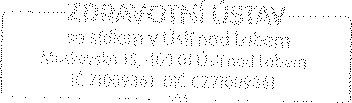 ZDRAVOTNÍ ÚSTAV
se sídlem v Ústí nad Labem
Moskevská 15, 400 01 Ústí nad Labem
IČ 71009361 DIČ CZ71009361